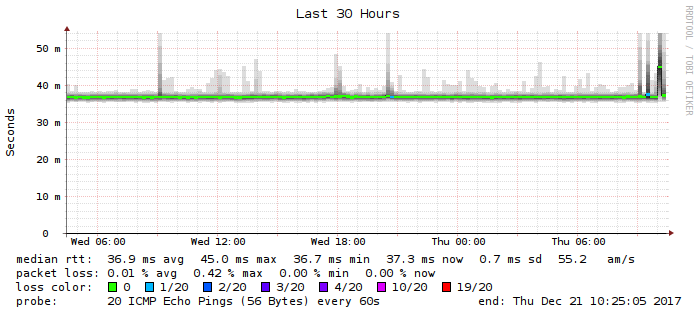 Last 30 Hours
RRDTOOL / TOBI OETIKER
Seconds
50 m
40 m
30 m
20 m
10 m
0
Wed 06:00 Wed 12:00 Wed 18:00 Thu 00:00 Thu 06:00
median rtt: 36.9 ms avg 45.0 ms max 36.7 ms min 37.3 ms now 0.7 ms sd 55.2 am/s
packet loss: 0.01 % avg 0.42 % max 0.00 % min 0.00 % now
loss color: 0 1/20 2/20 3/20 4/20 10/20 19/20
probe: 20 ICMP Echo Pings (56 Bytes) every 60s end: Thu Dec 21 10:25:05 2017